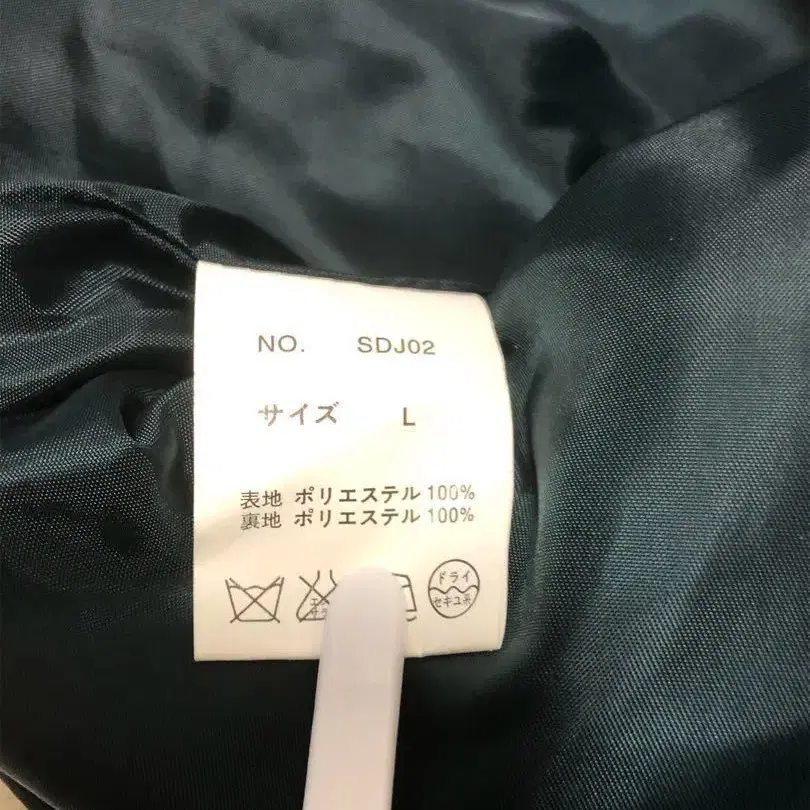 NO. SDJ02
サイズ L
表地 ポリエステル 100%
裏地 ポリエステル 100%
ドライ
セキユ系